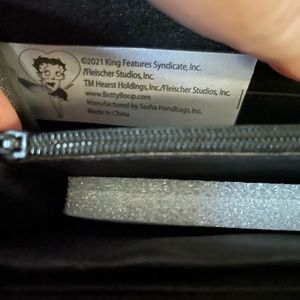 ©2021 King Features Syndicate, Inc.
/Fleischer Studios, Inc.
TM Hearst Holdings, Inc./Fleischer Studios, Inc.
www.BettyBoop.com
Manufactured by Sasha Handbags, Inc.
Made in China